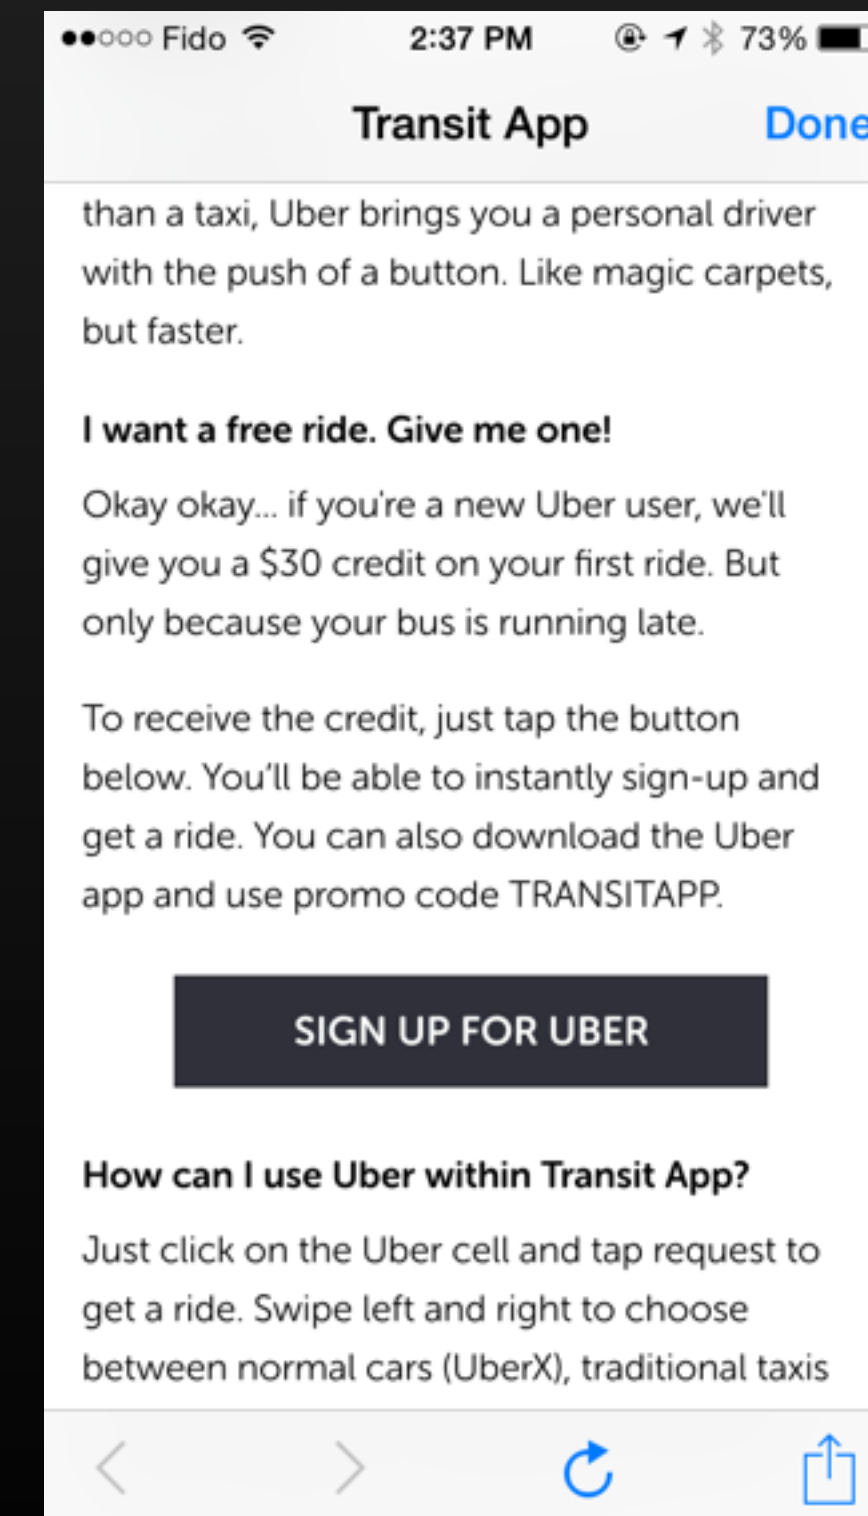 Fido 2:37 PM 73%
Transit App Done
than a taxi, Uber brings you a personal driver
with the push of a button. Like magic carpets,
but faster.
I want a free ride. Give me one!
Okay okay... if you're a new Uber user, we'll
give you a $30 credit on your first ride. But
only because your bus is running late.
To receive the credit, just tap the button
below. You'll be able to instantly sign-up and
get a ride. You can also download the Uber
app and use promo code TRANSITAPP.
SIGN UP FOR UBER
How can I use Uber within Transit App?
Just click on the Uber cell and tap request to
get a ride. Swipe left and right to choose
between normal cars (UberX), traditional taxis